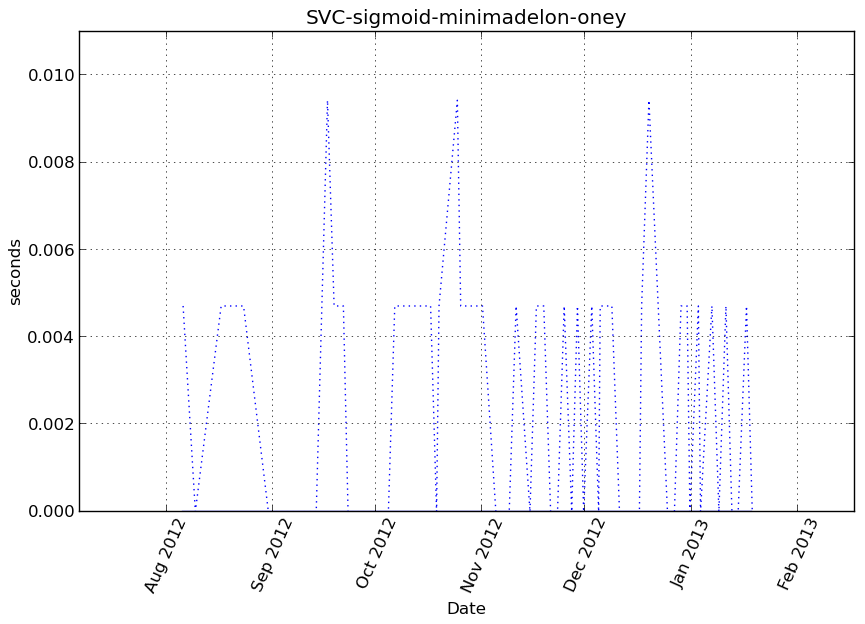 SVC-sigmoid-minimadelon-oney
0.010
0.008
0.006
0.004
0.002
0.000
seconds
Aug 2012
Sep 2012
Oct 2012
Nov 2012
Dec 2012
Jan 2013
Feb 2013
Date